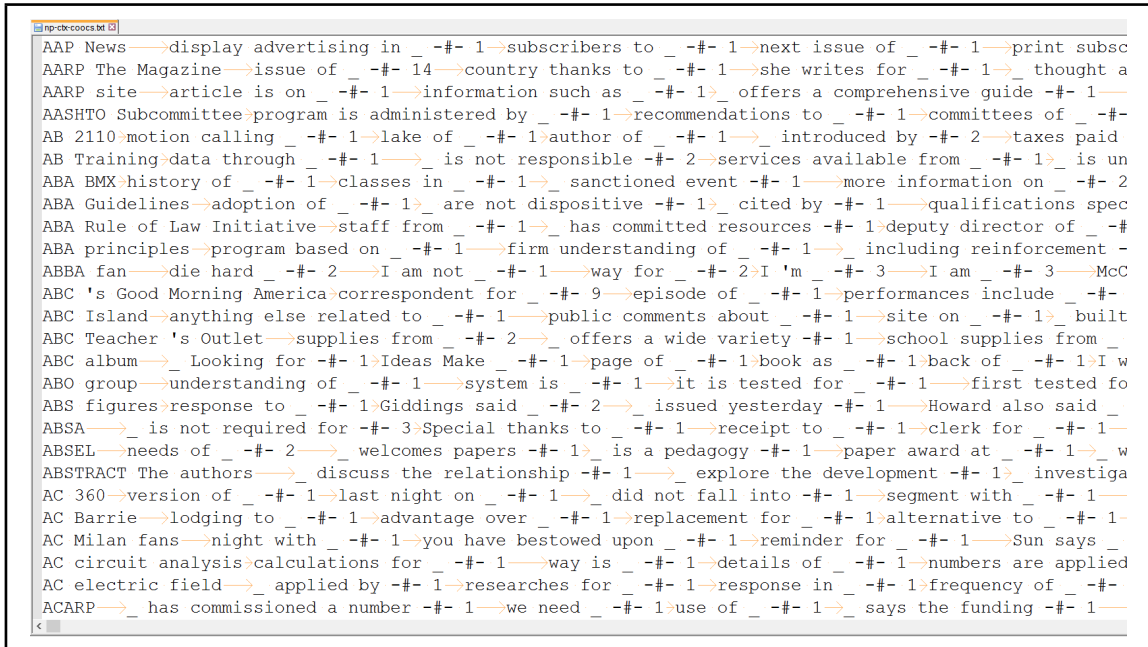 np-ctx-coocs.txt
AAP News→display advertising in _ -#- 1→subscribers to _ -#- 1→next issue of _ -#- 1→print subsc
AARP The Magazine→issue of _ -#- 14→country thanks to _ -#- 1→she writes for _ -#- 1→_ thought a
AARP site→article is on _ -#- 1→information such as _ -#- 1→_ offers a comprehensive guide -#- 1→
AASHTO Subcommittee→program is administered by _ -#- 1→recommendations to _ -#- 1→committees of _ -#-
AB 2110→motion calling _ -#- 1→lake of _ -#- 1→author of _ -#- 1→_ introduced by -#- 2→taxes paid
AB Training→data through _ -#- 1→_ is not responsible -#- 2→services available from _ -#- 1→_ is un
ABA BMX→history of _ -#- 1→classes in _ -#- 1→_ sanctioned event -#- 1→more information on _ -#- 2
ABA Guidelines→adoption of _ -#- 1→_ are not dispositive -#- 1→_ cited by -#- 1→qualifications spec
ABA Rule of Law Initiative→staff from _ -#- 1→_ has committed resources -#- 1→deputy director of _ -#
ABA principles→program based on _ -#- 1→firm understanding of _ -#- 1→_ including reinforcement -
ABBA fan→die hard _ -#- 2→I am not _ -#- 1→way for _ -#- 2→I 'm _ -#- 3→I am _ -#- 3→McC
ABC 's Good Morning America→correspondent for _ -#- 9→episode of _ -#- 1→performances include _ -#-
ABC Island→anything else related to _ -#- 1→public comments about _ -#- 1→site on _ -#- 1→_ built
ABC Teacher 's Outlet→supplies from _ -#- 2→_ offers a wide variety -#- 1→school supplies from _
ABC album→_ Looking for -#- 1→Ideas Make _ -#- 1→page of _ -#- 1→book as _ -#- 1→back of _ -#- 1→I w
ABO group→understanding of _ -#- 1→system is _ -#- 1→it is tested for _ -#- 1→first tested fo
ABS figures→response to _ -#- 1→Giddings said _ -#- 2→_ issued yesterday -#- 1→Howard also said _
ABSA→_ is not required for -#- 3→Special thanks to _ -#- 1→receipt to _ -#- 1→clerk for _ -#- 1→
ABSEL→needs of _ -#- 2→_ welcomes papers -#- 1→_ is a pedagogy -#- 1→paper award at _ -#- 1→_ w
ABSTRACT The authors→_ discuss the relationship -#- 1→_ explore the development -#- 1→_ investiga
AC 360→version of _ -#- 1→last night on _ -#- 1→_ did not fall into -#- 1→segment with _ -#- 1→
AC Barrie→lodging to _ -#- 1→advantage over _ -#- 1→replacement for _ -#- 1→alternative to _ -#- 1→
AC Milan fans→night with _ -#- 1→you have bestowed upon _ -#- 1→reminder for _ -#- 1→Sun says _
AC circuit analysis→calculations for _ -#- 1→way is _ -#- 1→details of _ -#- 1→numbers are applied
AC electric field→_ applied by -#- 1→researches for _ -#- 1→response in _ -#- 1→frequency of _ -#-
ACARP→_ has commissioned a number -#- 1→we need _ -#- 1→use of _ -#- 1→_ says the funding -#- 1→